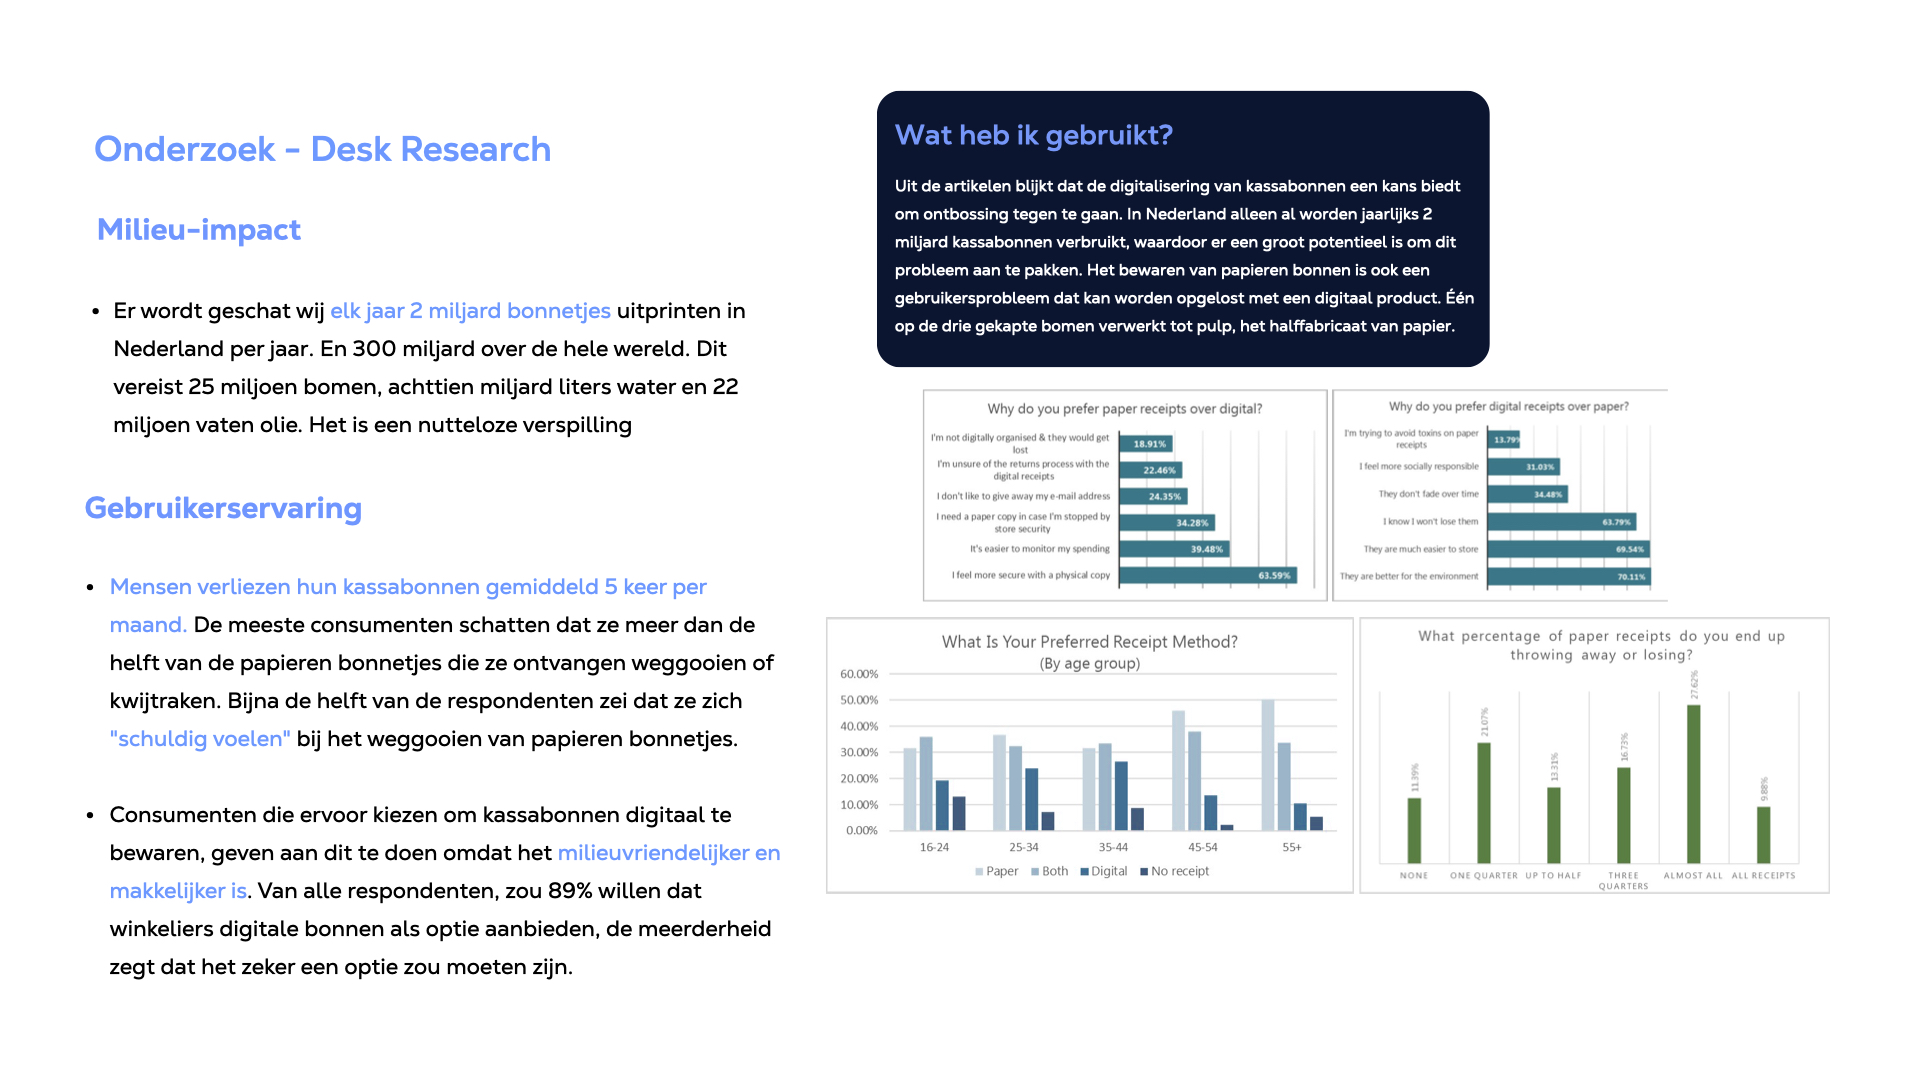 Onderzoek - Desk Research
Milieu-impact
• Er wordt geschat wij elk jaar 2 miljard bonnetjes uitprinten in
Nederland per jaar. En 300 miljard over de hele wereld. Dit
vereist 25 miljoen bomen, achttien miljard liters water en 22
miljoen vaten olie. Het is een nutteloze verspilling
Gebruikerservaring
• Mensen verliezen hun kassabonnen gemiddeld 5 keer per
maand. De meeste consumenten schatten dat ze meer dan de
helft van de papieren bonnetjes die ze ontvangen weggooien of
kwijtraken. Bijna de helft van de respondenten zei dat ze zich
"schuldig voelen" bij het weggooien van papieren bonnetjes.
• Consumenten die ervoor kiezen om kassabonnen digitaal te
bewaren, geven aan dit te doen omdat het milieuvriendelijker en
makkelijker is. Van alle respondenten, zou 89% willen dat
winkeliers digitale bonnen als optie aanbieden, de meerderheid
zegt dat het zeker een optie zou moeten zijn.
Wat heb ik gebruikt?
Uit de artikelen blijkt dat de digitalisering van kassabonnen een kans biedt
om ontbossing tegen te gaan. In Nederland alleen al worden jaarlijks 2
miljard kassabonnen verbruikt, waardoor er een groot potentieel is om dit
probleem aan te pakken. Het bewaren van papieren bonnen is ook een
gebruikersprobleem dat kan worden opgelost met een digitaal product. Één
op de drie gekapte bomen verwerkt tot pulp, het halffabricaat van papier.
Why do you prefer paper receipts over digital?
I'm not digitally organised & they would get
lost
18.91%
I'm unsure of the returns process with the
digital receipts
22.46%
I don't like to give away my e-mail address
24.35%
I need a paper copy in case I'm stopped by
store security
34.28%
It's easier to monitor my spending
39.48%
I feel more secure with a physical copy
63.59%
Why do you prefer digital receipts over paper?
I'm trying to avoid toxins on paper
receipts
13.79%
I feel more socially responsible
31.03%
They don't fade over time
34.48%
I know I won't lose them
63.79%
They are much easier to store
69.54%
They are better for the environment
70.11%
What Is Your Preferred Receipt Method?
(By age group)
60.00%
50.00%
40.00%
30.00%
20.00%
10.00%
0.00%
16-24 25-34 35-44 45-54 55+
Paper Both Digital No receipt
What percentage of paper receipts do you end up
throwing away or losing?
11.39% 21.07% 13.31% 16.73% 27.62% 9.88%
NONE ONE QUARTER UP TO HALF THREE
QUARTERS ALMOST ALL ALL RECEIPTS